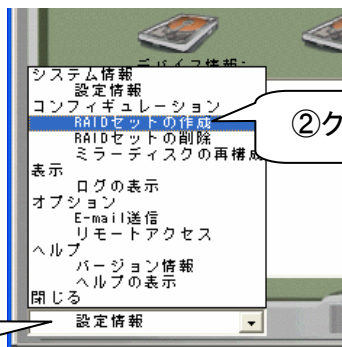 デバイス情報:
システム情報
設定情報
コンフィギュレーション
RAIDセットの作成
RAIDセットの削除
ミラーディスクの再構成
表示
ログの表示
オプション
E-mail送信
リモートアクセス
ヘルプ
バージョン情報
ヘルプの表示
閉じる
設定情報
②ク